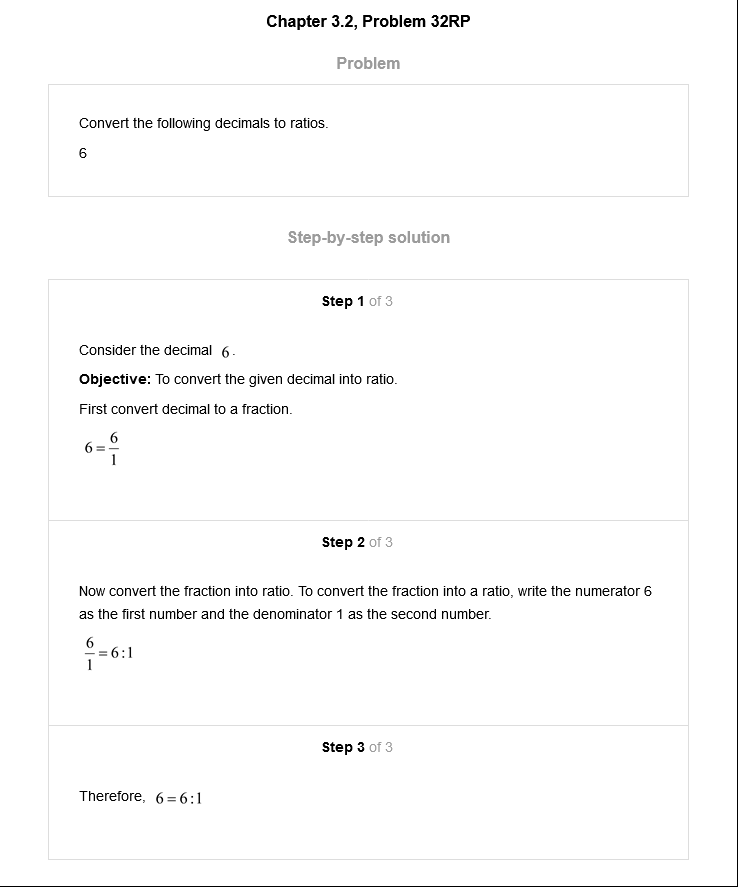 Chapter 3.2, Problem 32RP
Problem
Convert the following decimals to ratios.
6
Step-by-step solution
Step 1 of 3
Consider the decimal 6.
Objective: To convert the given decimal into ratio.
First convert decimal to a fraction.
6 = 6/1
Step 2 of 3
Now convert the fraction into ratio. To convert the fraction into a ratio, write the numerator 6
as the first number and the denominator 1 as the second number.
6/1 = 6:1
Step 3 of 3
Therefore, 6 = 6:1